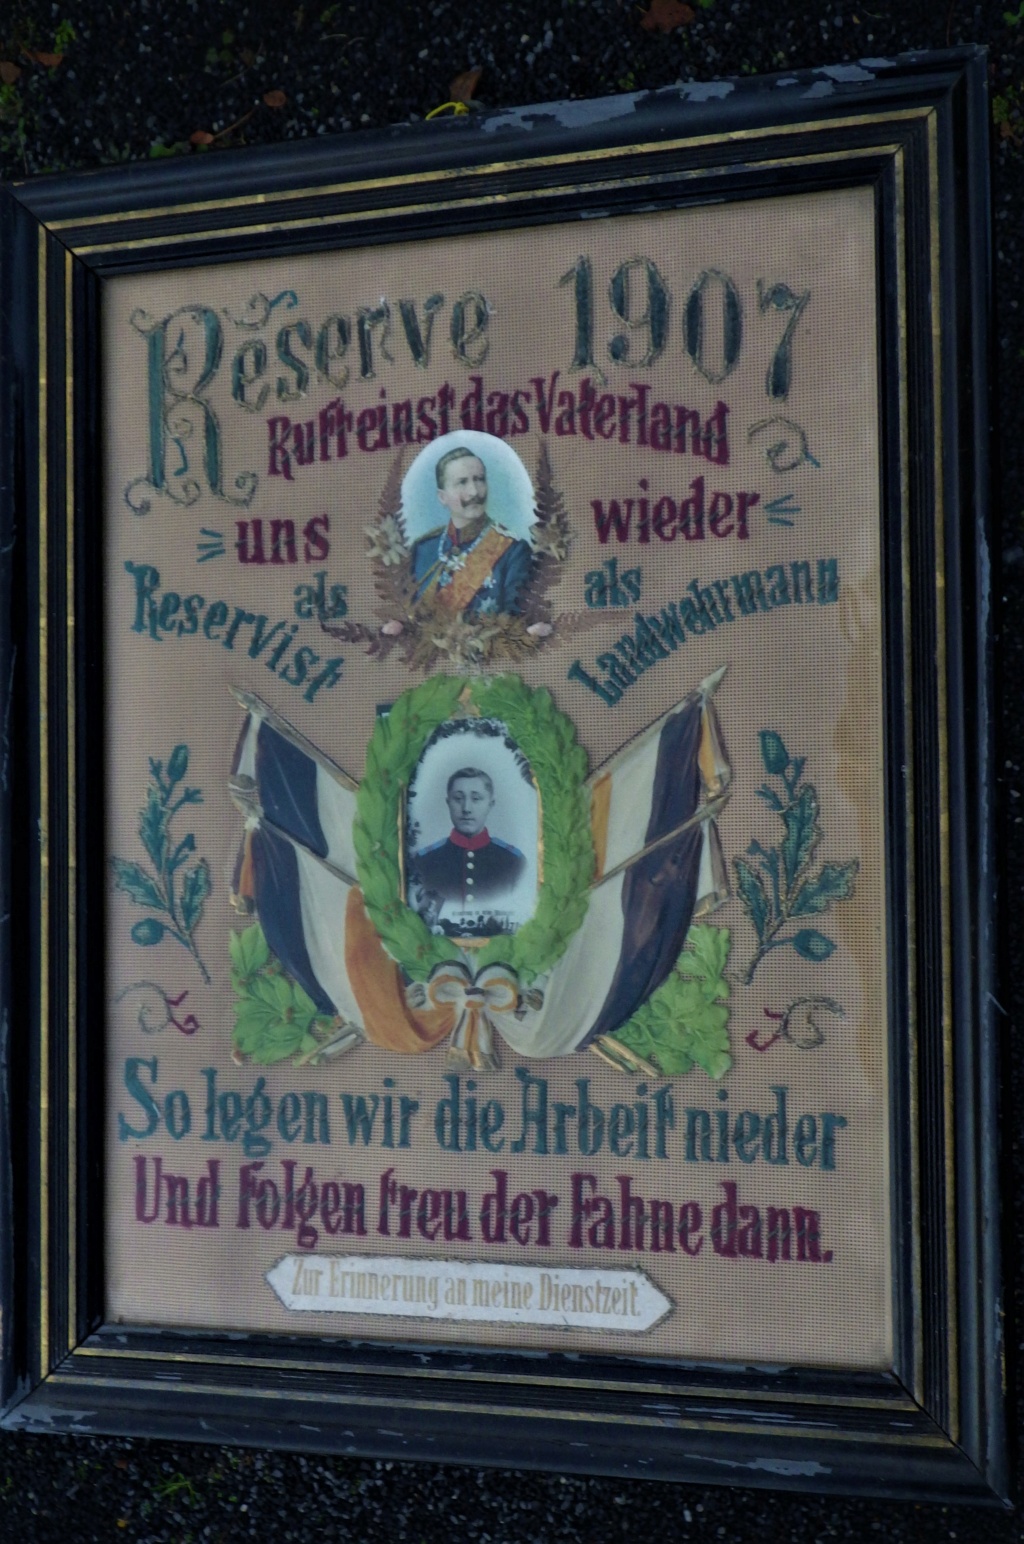 Reserve 1907
Ruft einst das Vaterland
uns wieder
als als
Reservist Landwehrmann
So legen wir die Arbeit nieder
Und folgen treu der Fahne dann.
Zur Erinnerung an meine Dienstzeit